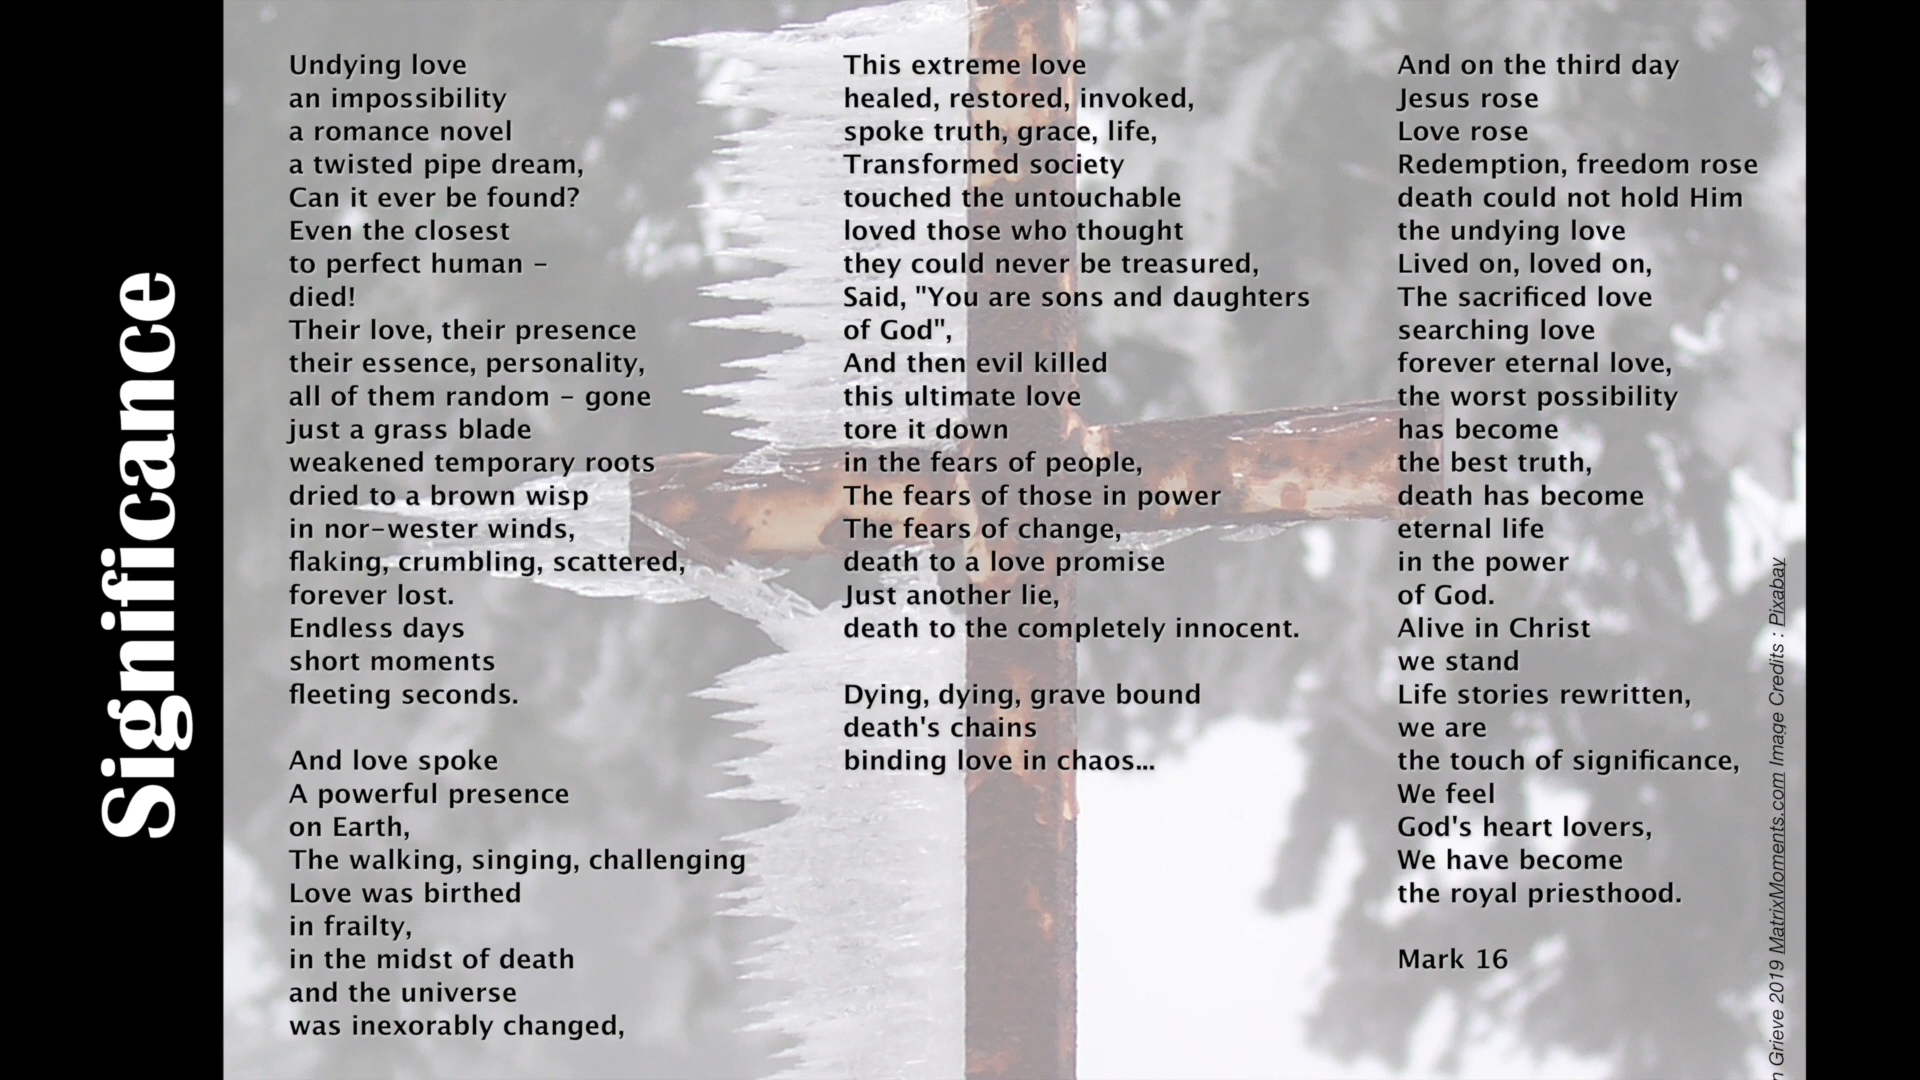 Significance
Undying love
an impossibility
a romance novel
a twisted pipe dream,
Can it ever be found?
Even the closest
to perfect human –
died!
Their love, their presence
their essence, personality,
all of them random – gone
just a grass blade
weakened temporary roots
dried to a brown wisp
in nor-wester winds,
flaking, crumbling, scattered,
forever lost.
Endless days
short moments
fleeting seconds.

And love spoke
A powerful presence
on Earth,
The walking, singing, challenging
Love was birthed
in frailty,
in the midst of death
and the universe
was inexorably changed,
This extreme love
healed, restored, invoked,
spoke truth, grace, life,
Transformed society
touched the untouchable
loved those who thought
they could never be treasured,
Said, "You are sons and daughters
of God",
And then evil killed
this ultimate love
tore it down
in the fears of people,
The fears of those in power
The fears of change,
death to a love promise
Just another lie,
death to the completely innocent.

Dying, dying, grave bound
death's chains
binding love in chaos...
And on the third day
Jesus rose
Love rose
Redemption, freedom rose
death could not hold Him
the undying love
Lived on, loved on,
The sacrificed love
searching love
forever eternal love,
the worst possibility
has become
the best truth,
death has become
eternal life
in the power
of God.
Alive in Christ
we stand
Life stories rewritten,
we are
the touch of significance,
We feel
God's heart lovers,
We have become
the royal priesthood.

Mark 16
Grieve 2019 MatrixMoments.com Image Credits : Pixabay